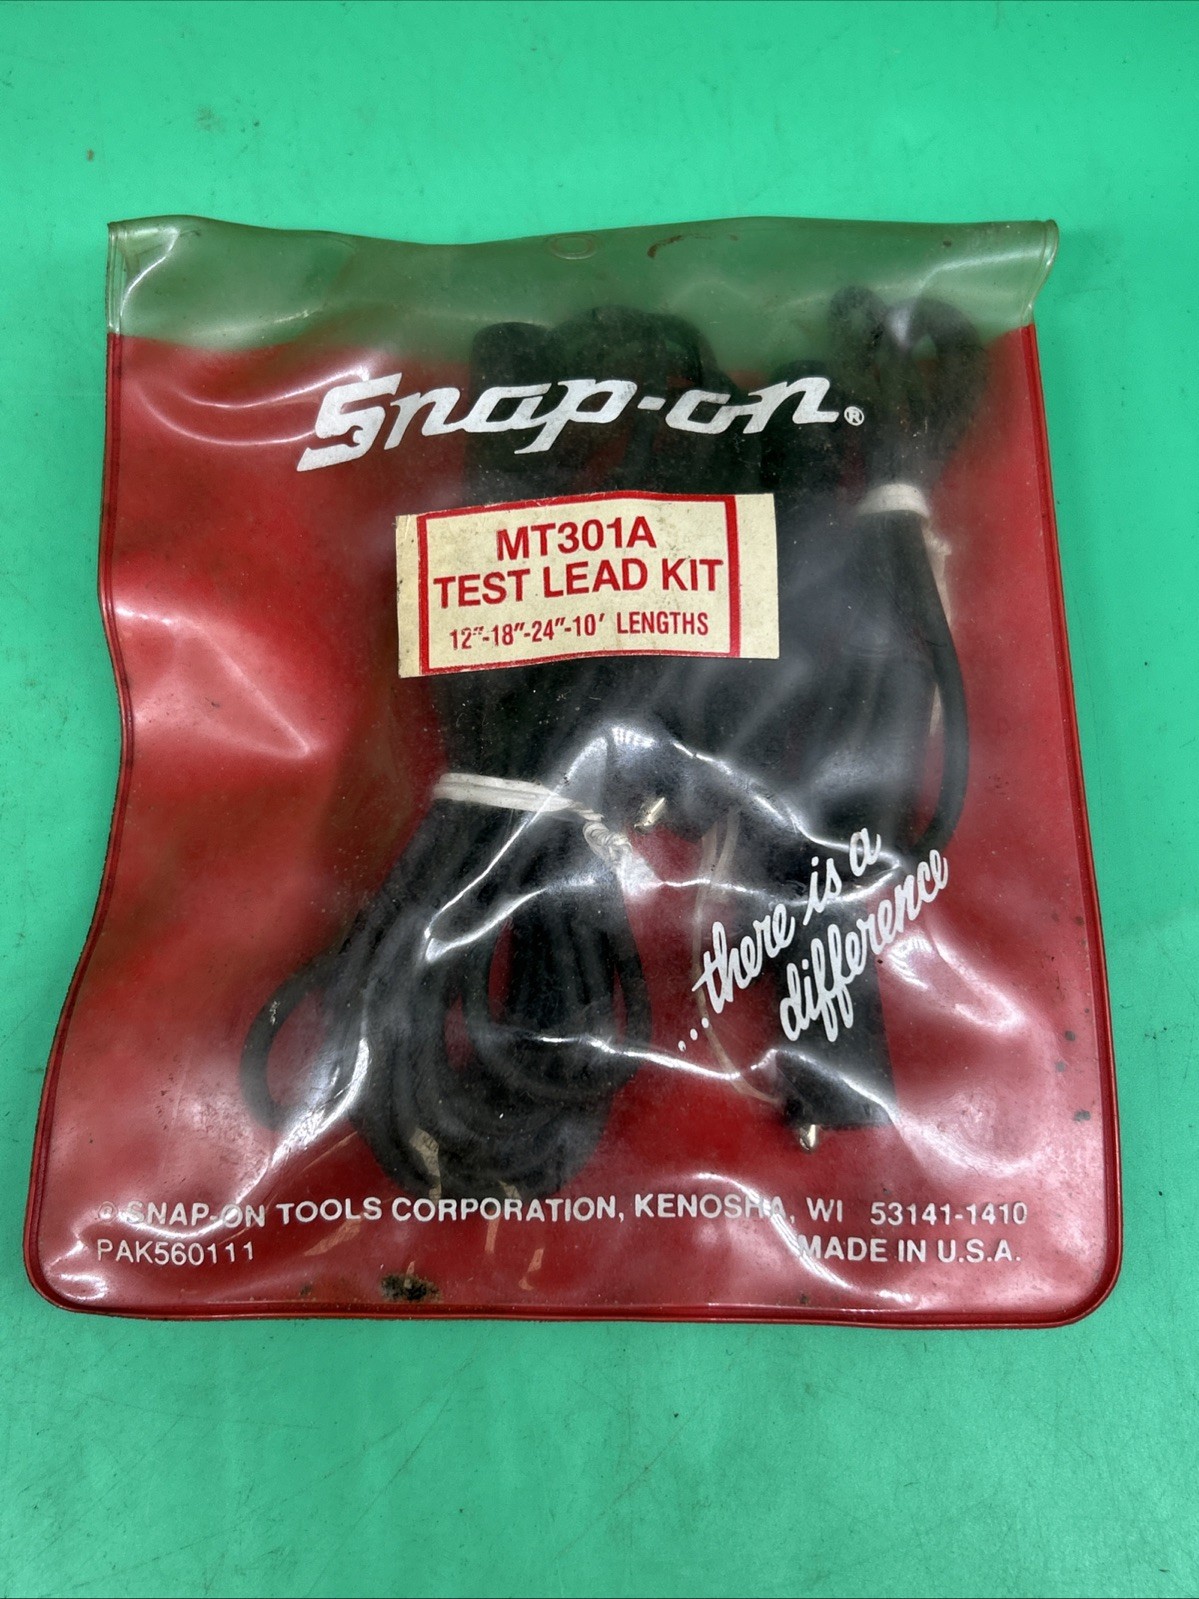 Snap-on®
MT301A
TEST LEAD KIT
12"-18"-24"-10' LENGTHS
...there is a
difference
© SNAP-ON TOOLS CORPORATION, KENOSHA, WI 53141-1410
PAK560111
MADE IN U.S.A.